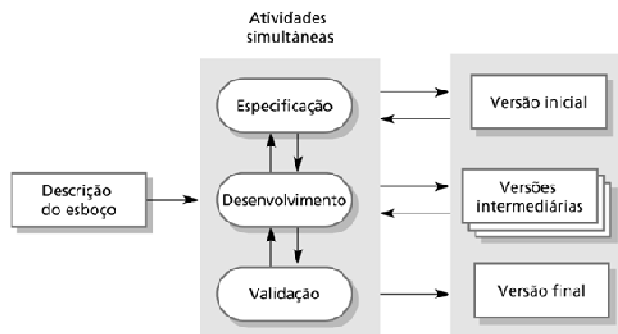 Atividades
simultâneas
Especificação
Versão inicial
Descrição
do esboço
Desenvolvimento
Versões
intermediárias
Validação
Versão final